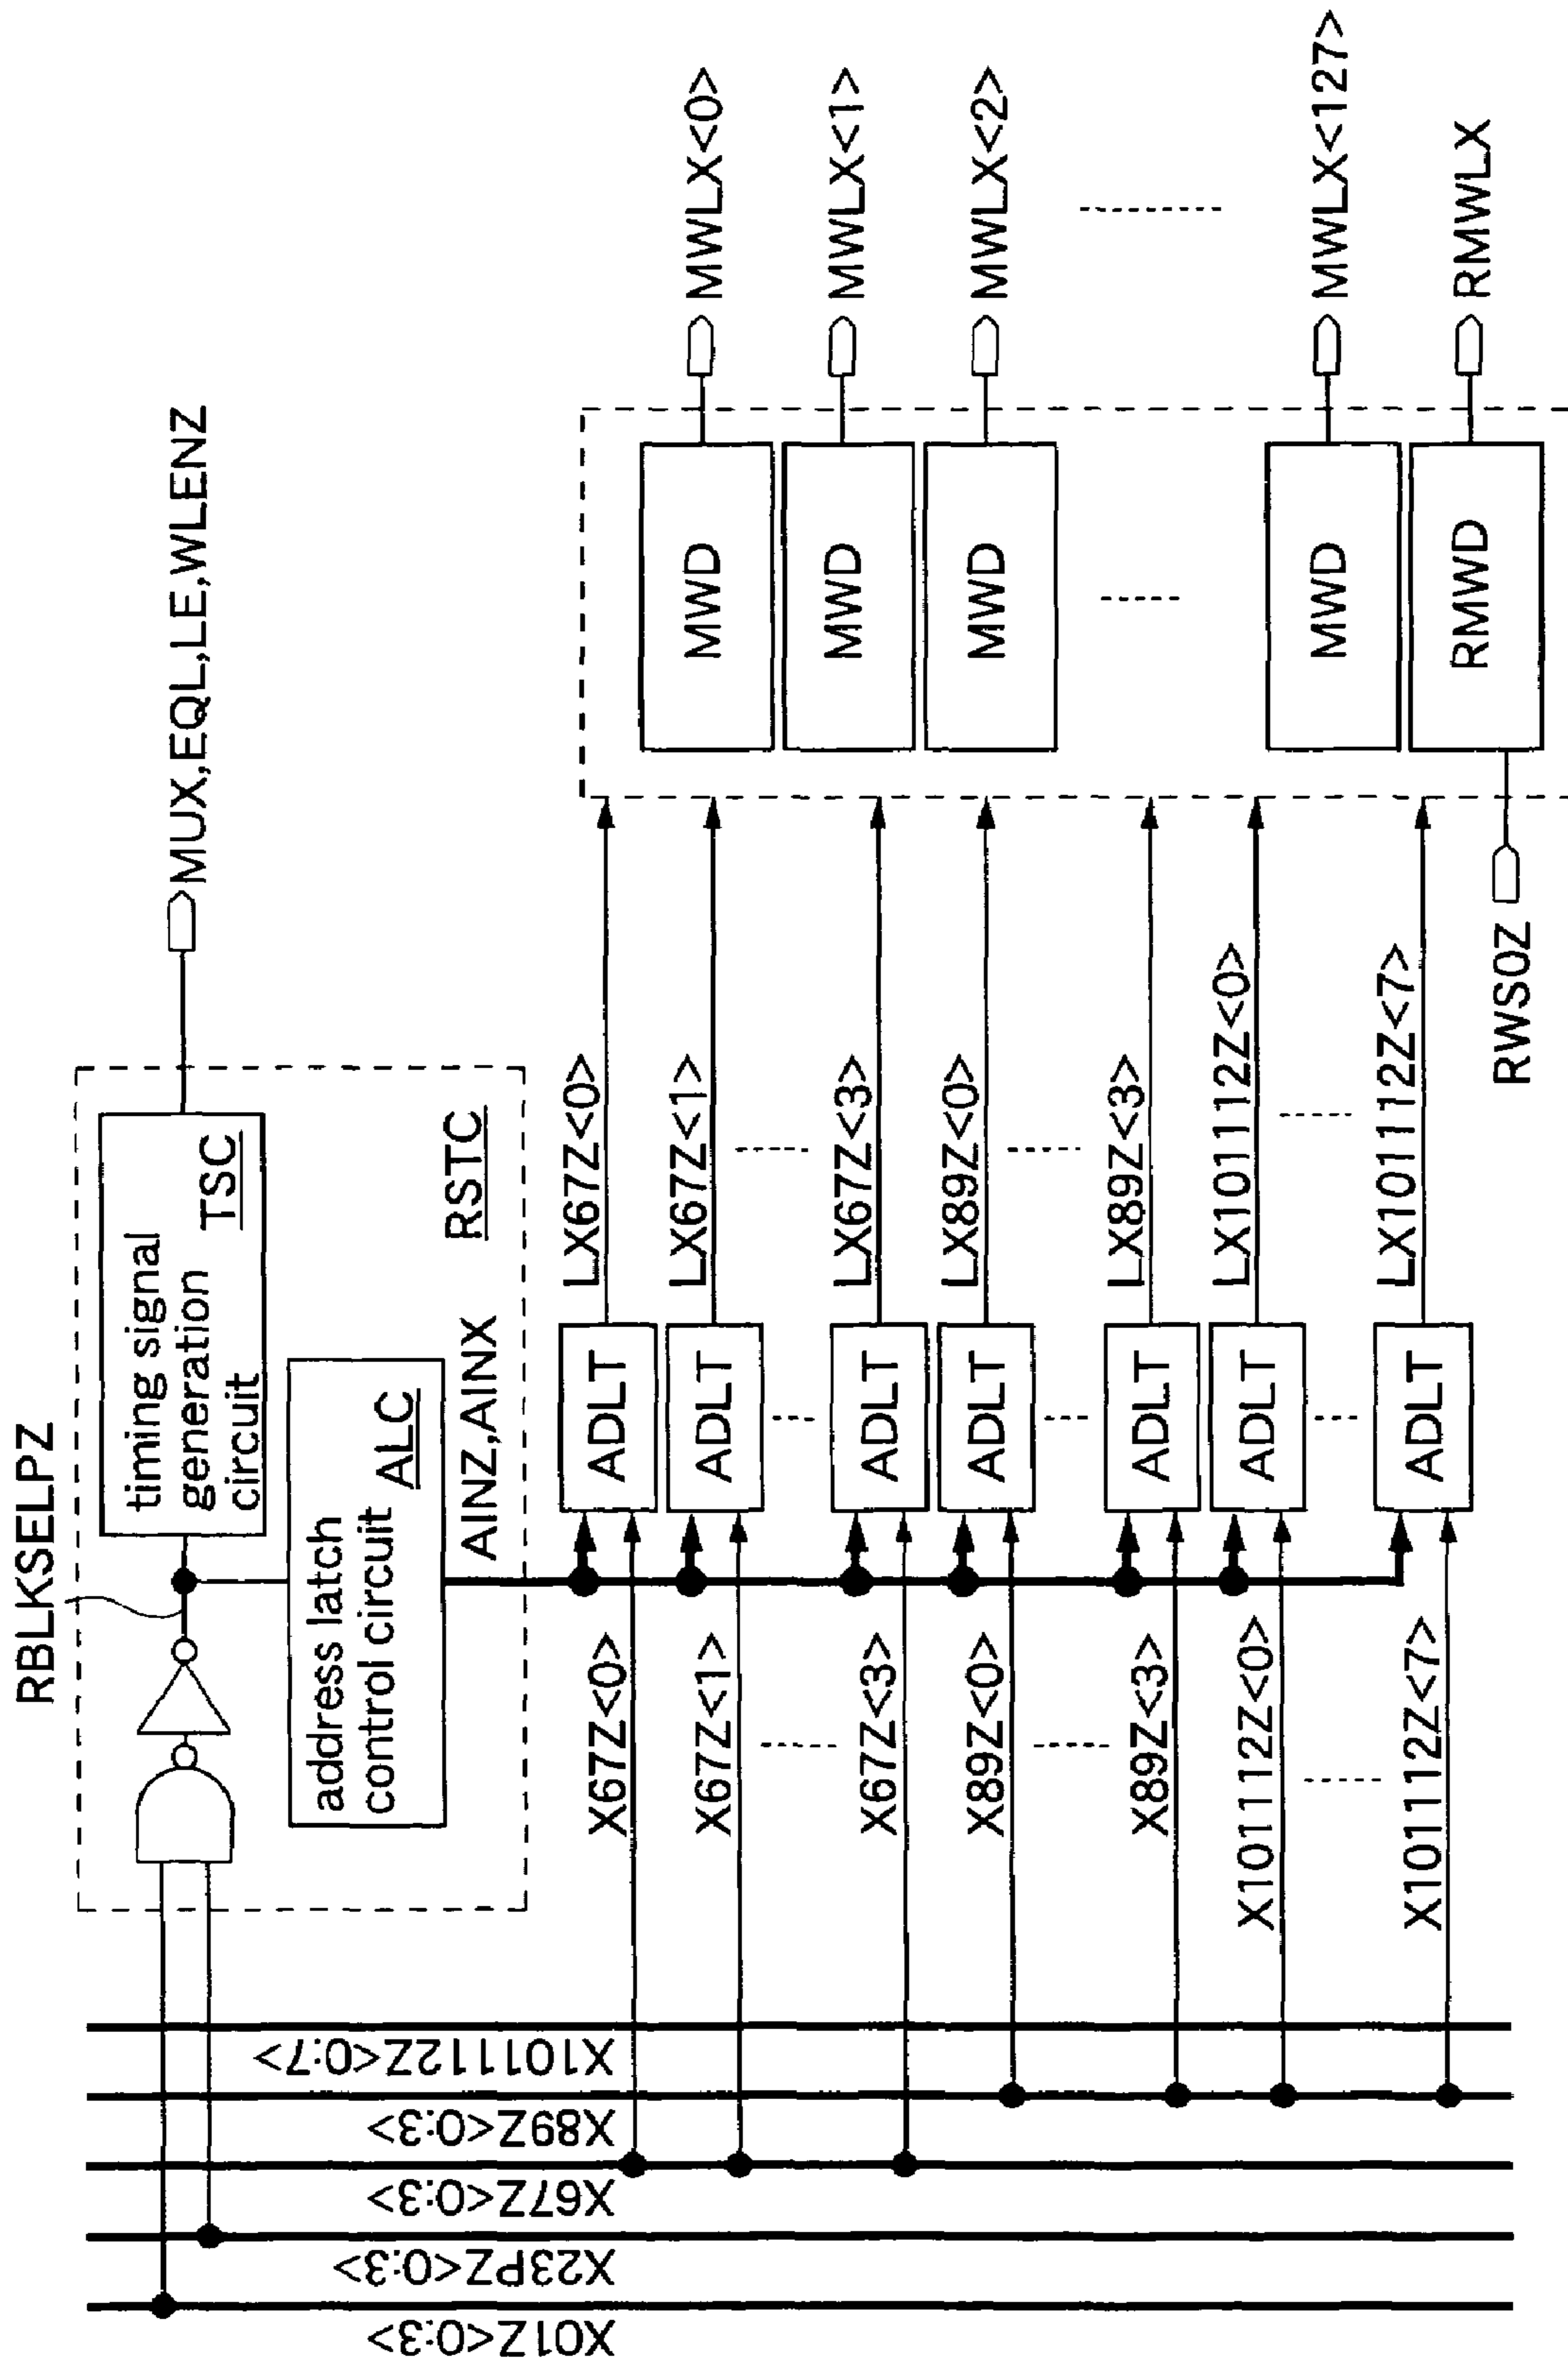 RBLKSELPZ
timing signal
generation
circuit
TSC
MUX,EQL,LE,WLENZ
address latch
control circuit
ALC
RSTC
AINZ,AINX
X01Z<0:3>
X23PZ<0:3>
X67Z<0:3>
X89Z<0:3>
X101112Z<0:7>
X67Z<0>
ADLT
LX67Z<0>
X67Z<1>
ADLT
LX67Z<1>
X67Z<3>
ADLT
LX67Z<3>
X89Z<0>
ADLT
LX89Z<0>
X89Z<3>
ADLT
LX89Z<3>
X101112Z<0>
ADLT
LX101112Z<0>
X101112Z<7>
ADLT
LX101112Z<7>
RWS0Z
MWD
MWLX<0>
MWD
MWLX<1>
MWD
MWLX<2>
MWD
MWLX<127>
RMWD
RMWLX